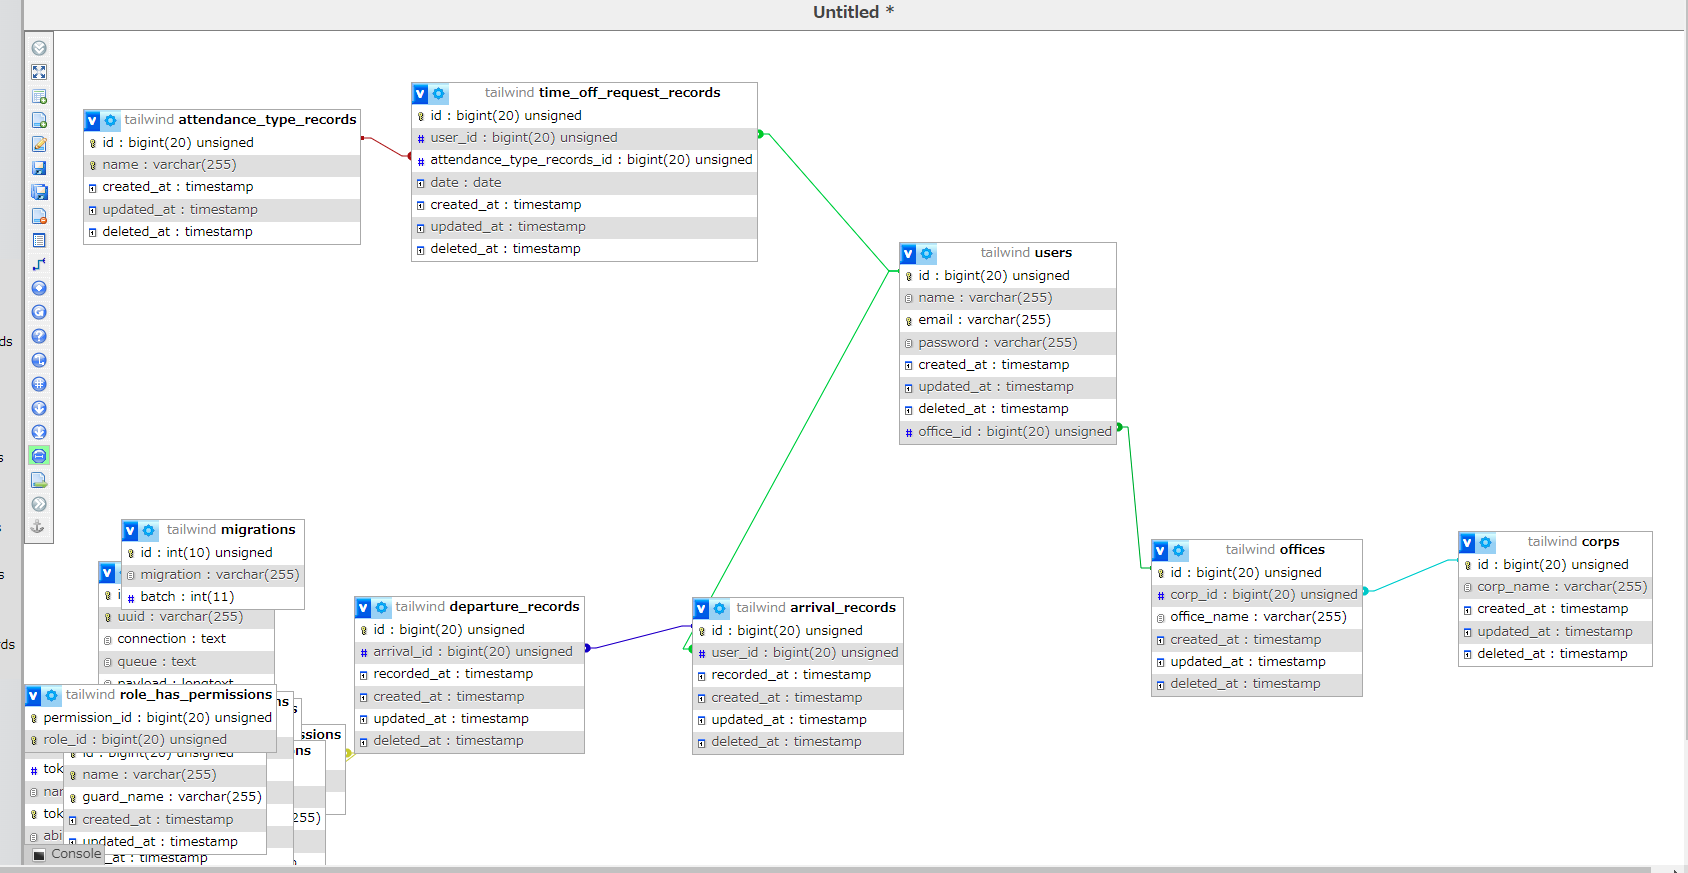 Untitled *
tailwind attendance_type_records
id : bigint(20) unsigned
name : varchar(255)
created_at : timestamp
updated_at : timestamp
deleted_at : timestamp
tailwind time_off_request_records
id : bigint(20) unsigned
user_id : bigint(20) unsigned
attendance_type_records_id : bigint(20) unsigned
date : date
created_at : timestamp
updated_at : timestamp
deleted_at : timestamp
tailwind users
id : bigint(20) unsigned
name : varchar(255)
email : varchar(255)
password : varchar(255)
created_at : timestamp
updated_at : timestamp
deleted_at : timestamp
office_id : bigint(20) unsigned
tailwind offices
id : bigint(20) unsigned
corp_id : bigint(20) unsigned
office_name : varchar(255)
created_at : timestamp
updated_at : timestamp
deleted_at : timestamp
tailwind corps
id : bigint(20) unsigned
corp_name : varchar(255)
created_at : timestamp
updated_at : timestamp
deleted_at : timestamp
tailwind migrations
id : int(10) unsigned
migration : varchar(255)
batch : int(11)
uuid : varchar(255)
connection : text
queue : text
payload : longtext
tailwind departure_records
id : bigint(20) unsigned
arrival_id : bigint(20) unsigned
recorded_at : timestamp
created_at : timestamp
updated_at : timestamp
deleted_at : timestamp
tailwind arrival_records
id : bigint(20) unsigned
user_id : bigint(20) unsigned
recorded_at : timestamp
created_at : timestamp
updated_at : timestamp
deleted_at : timestamp
tailwind role_has_permissions
permission_id : bigint(20) unsigned
role_id : bigint(20) unsigned
id : bigint(20) unsigned
name : varchar(255)
guard_name : varchar(255)
created_at : timestamp
updated_at : timestamp
_at : timestamp
tok
nar
tok
abi
ns
ssions
ns
255)
ds
s
s
rds
Console